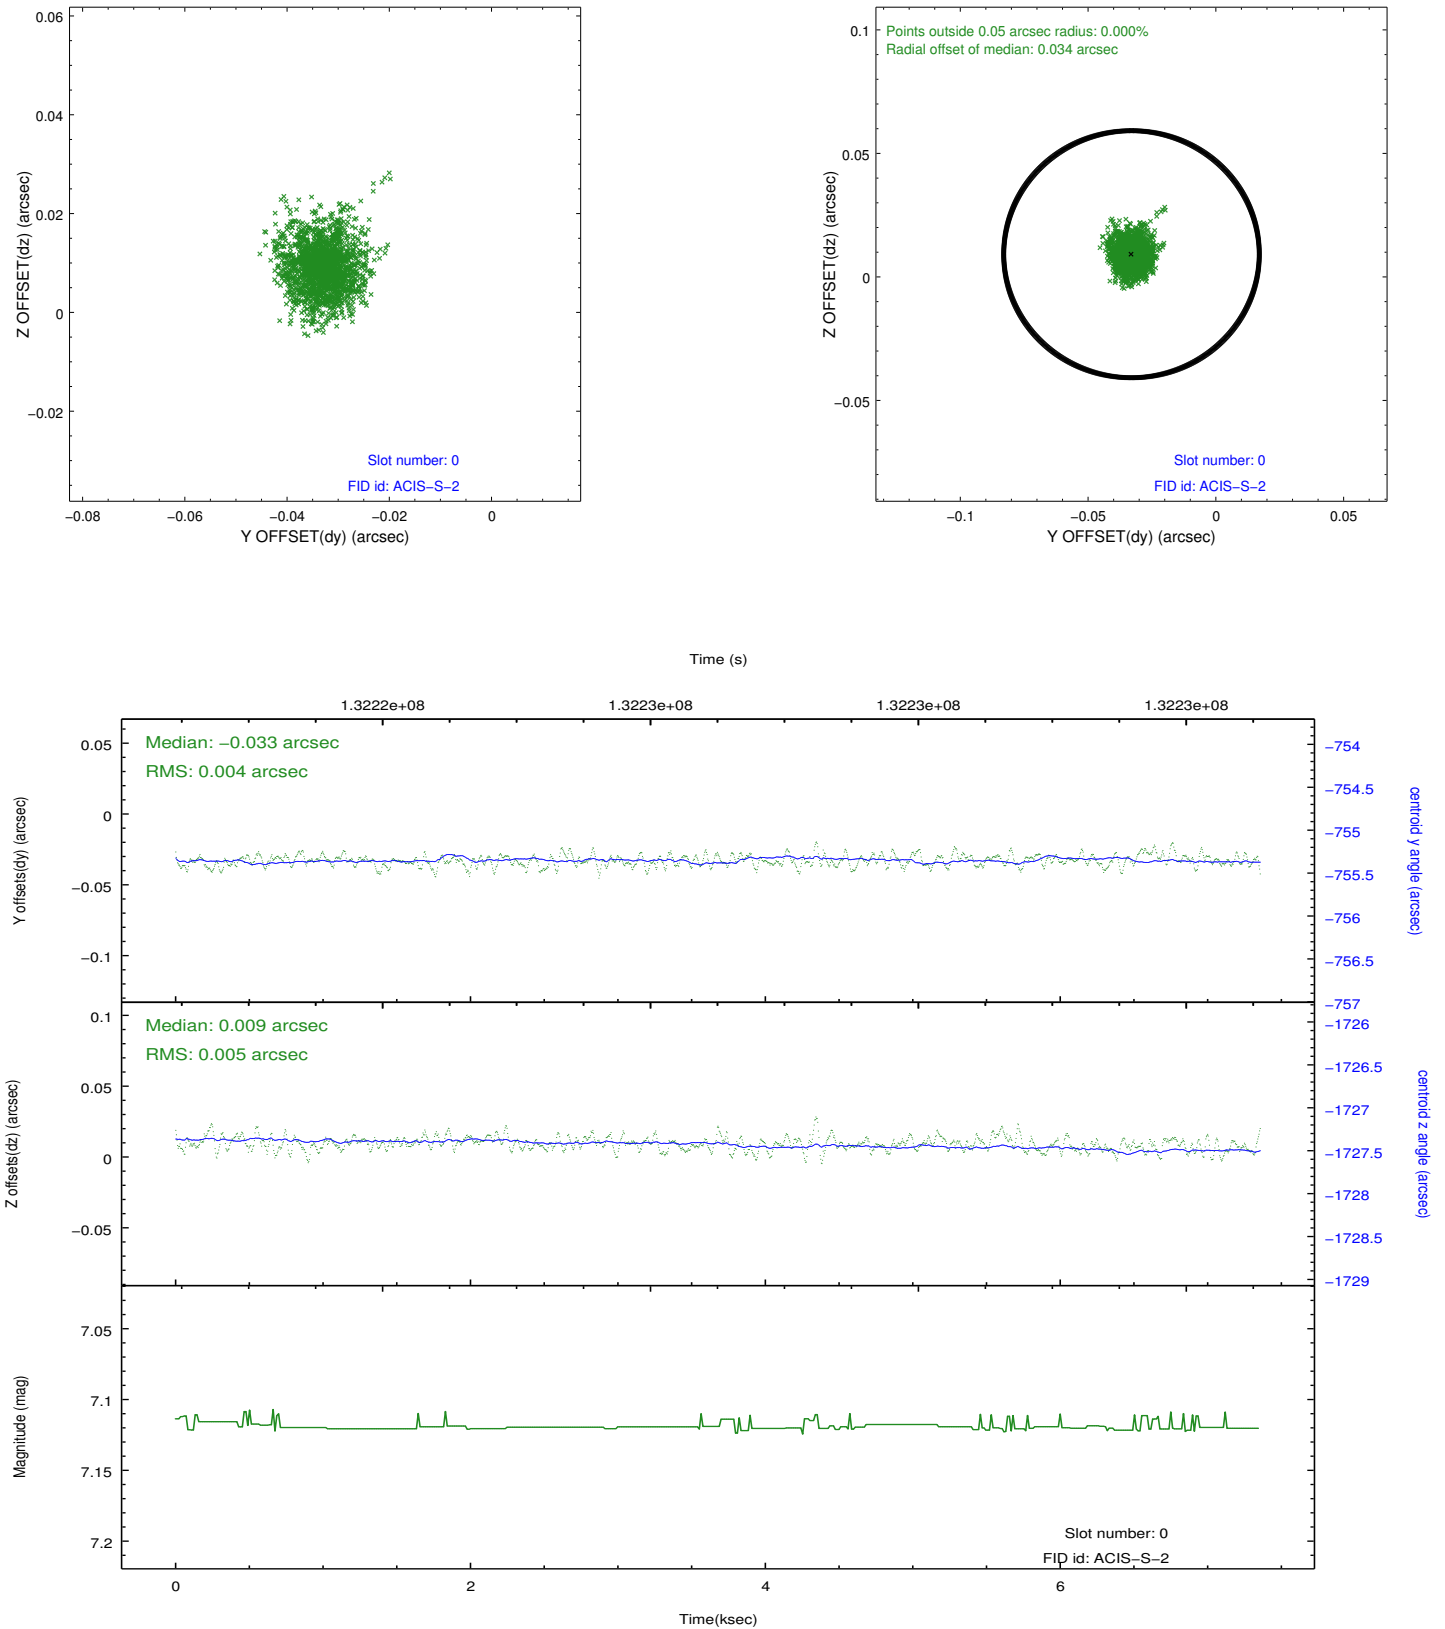 0.06
0.04
0.02
0
−0.02
Z OFFSET(dz) (arcsec)
Slot number: 0
FID id: ACIS−S−2
−0.08 −0.06 −0.04 −0.02 0
Y OFFSET(dy) (arcsec)
Points outside 0.05 arcsec radius: 0.000%
Radial offset of median: 0.034 arcsec
0.1
0.05
0
−0.05
Z OFFSET(dz) (arcsec)
Slot number: 0
FID id: ACIS−S−2
−0.1 −0.05 0 0.05
Y OFFSET(dy) (arcsec)
Time (s)
1.3222e+08 1.3223e+08 1.3223e+08 1.3223e+08
Median: −0.033 arcsec
RMS: 0.004 arcsec
0.05
0
−0.05
−0.1
Y offsets(dy) (arcsec)
−754
−754.5
−755
−755.5
−756
−756.5
−757
centroid y angle (arcsec)
Median: 0.009 arcsec
RMS: 0.005 arcsec
0.1
0.05
0
−0.05
Z offsets(dz) (arcsec)
−1726
−1726.5
−1727
−1727.5
−1728
−1728.5
−1729
centroid z angle (arcsec)
7.05
7.1
7.15
7.2
Magnitude (mag)
Slot number: 0
FID id: ACIS−S−2
0 2 4 6
Time(ksec)